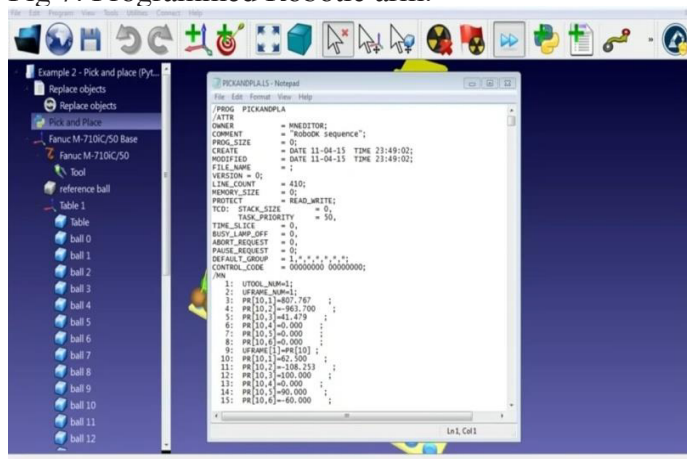 Fig 7. Programmed Robotic arm.
File Edit Program View Tools Utilities Connect Help
Example 2 - Pick and place (Pyt...
Replace objects
Replace objects
Pick and Place
Fanuc M-710iC/50 Base
Fanuc M-710iC/50
Tool
reference ball
Table 1
Table
ball 0
ball 1
ball 2
ball 3
ball 4
ball 5
ball 6
ball 7
ball 8
ball 9
ball 10
ball 11
ball 12
PICKANDPLA.LS - Notepad
File Edit Format View Help
/PROG PICKANDPLA
/ATTR
OWNER = MNEDITOR;
COMMENT = "RoboDK sequence";
PROG_SIZE = 0;
CREATE = DATE 11-04-15 TIME 23:49:02;
MODIFIED = DATE 11-04-15 TIME 23:49:02;
FILE_NAME = ;
VERSION = 0;
LINE_COUNT = 410;
MEMORY_SIZE = 0;
PROTECT = READ_WRITE;
TCD: STACK_SIZE = 0,
TASK_PRIORITY = 50,
TIME_SLICE = 0,
BUSY_LAMP_OFF = 0,
ABORT_REQUEST = 0,
PAUSE_REQUEST = 0;
DEFAULT_GROUP = 1,*,*,*,*,*,*;
CONTROL_CODE = 00000000 00000000;
/MN
1: UTOOL_NUM=1;
2: UFRAME_NUM=1;
3: PR[10,1]=807.767 ;
4: PR[10,2]=-963.700 ;
5: PR[10,3]=41.479 ;
6: PR[10,4]=0.000 ;
7: PR[10,5]=0.000 ;
8: PR[10,6]=0.000 ;
9: UFRAME[1]=PR[10] ;
10: PR[10,1]=62.500 ;
11: PR[10,2]=-108.253 ;
12: PR[10,3]=100.000 ;
13: PR[10,4]=0.000 ;
14: PR[10,5]=90.000 ;
15: PR[10,6]=-60.000 ;
Ln 1, Col 1